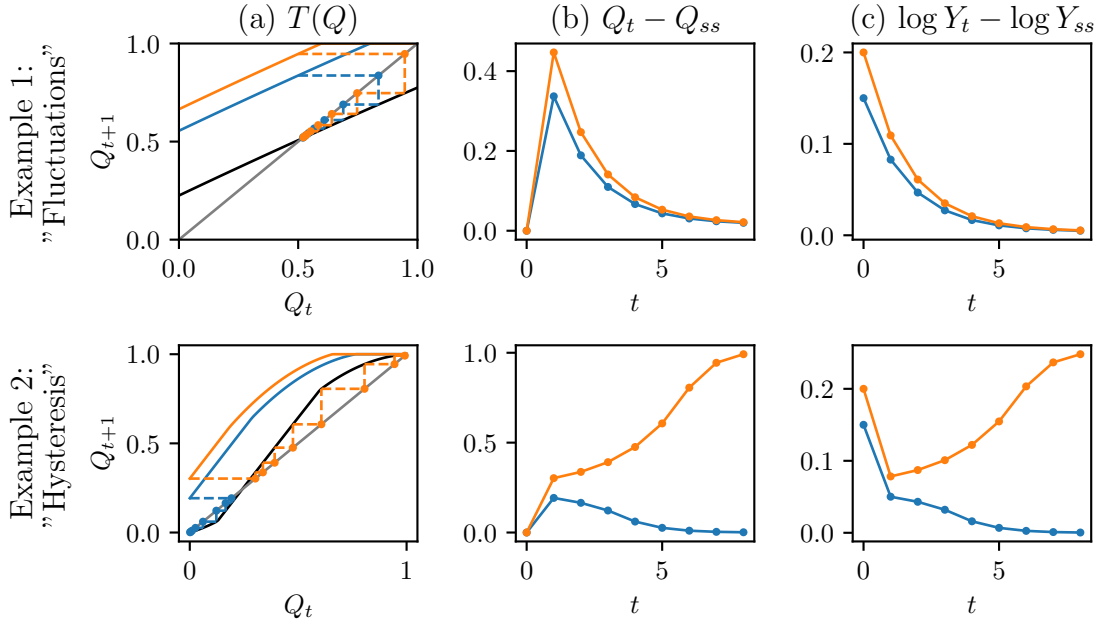 (a) T(Q)
(b) Q_t − Q_ss
(c) log Y_t − log Y_ss
Example 1:
"Fluctuations"
Q_{t+1}
1.0
0.5
0.0
0.0
0.5
1.0
Q_t
0.4
0.2
0.0
0
5
t
0.2
0.1
0.0
0
5
t
Example 2:
"Hysteresis"
Q_{t+1}
1.0
0.5
0.0
0
1
Q_t
1.0
0.5
0.0
0
5
t
0.2
0.1
0.0
0
5
t